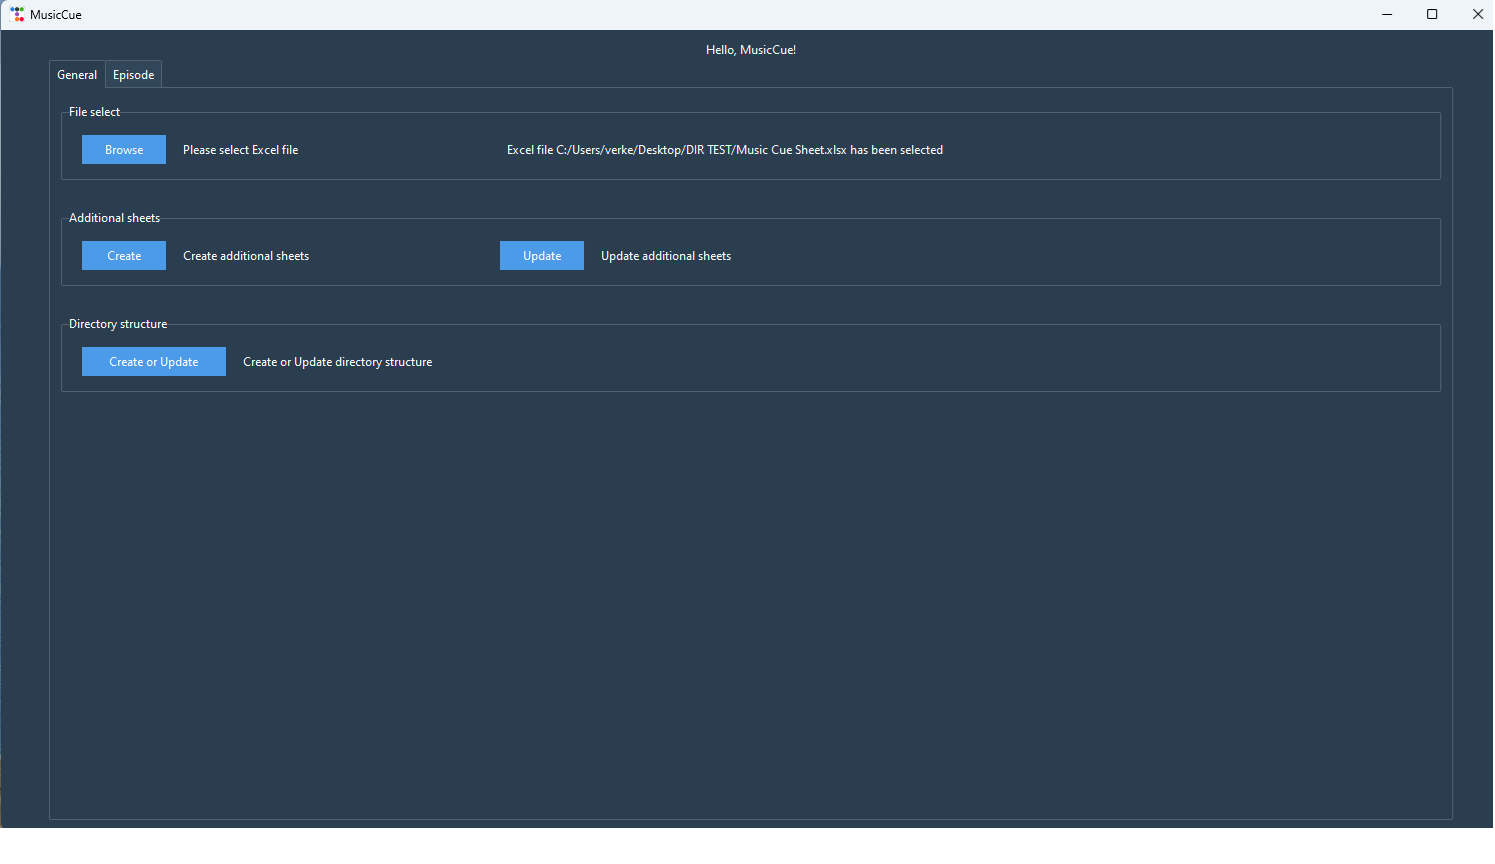 MusicCue
Hello, MusicCue!
General Episode
File select
Browse Please select Excel file Excel file C:/Users/verke/Desktop/DIR TEST/Music Cue Sheet.xlsx has been selected
Additional sheets
Create Create additional sheets Update Update additional sheets
Directory structure
Create or Update Create or Update directory structure